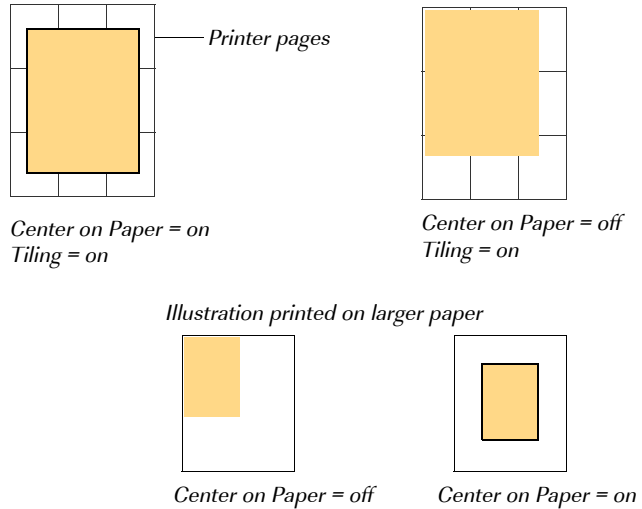 Printer pages
Center on Paper = on
Tiling = on
Center on Paper = off
Tiling = on
Illustration printed on larger paper
Center on Paper = off
Center on Paper = on